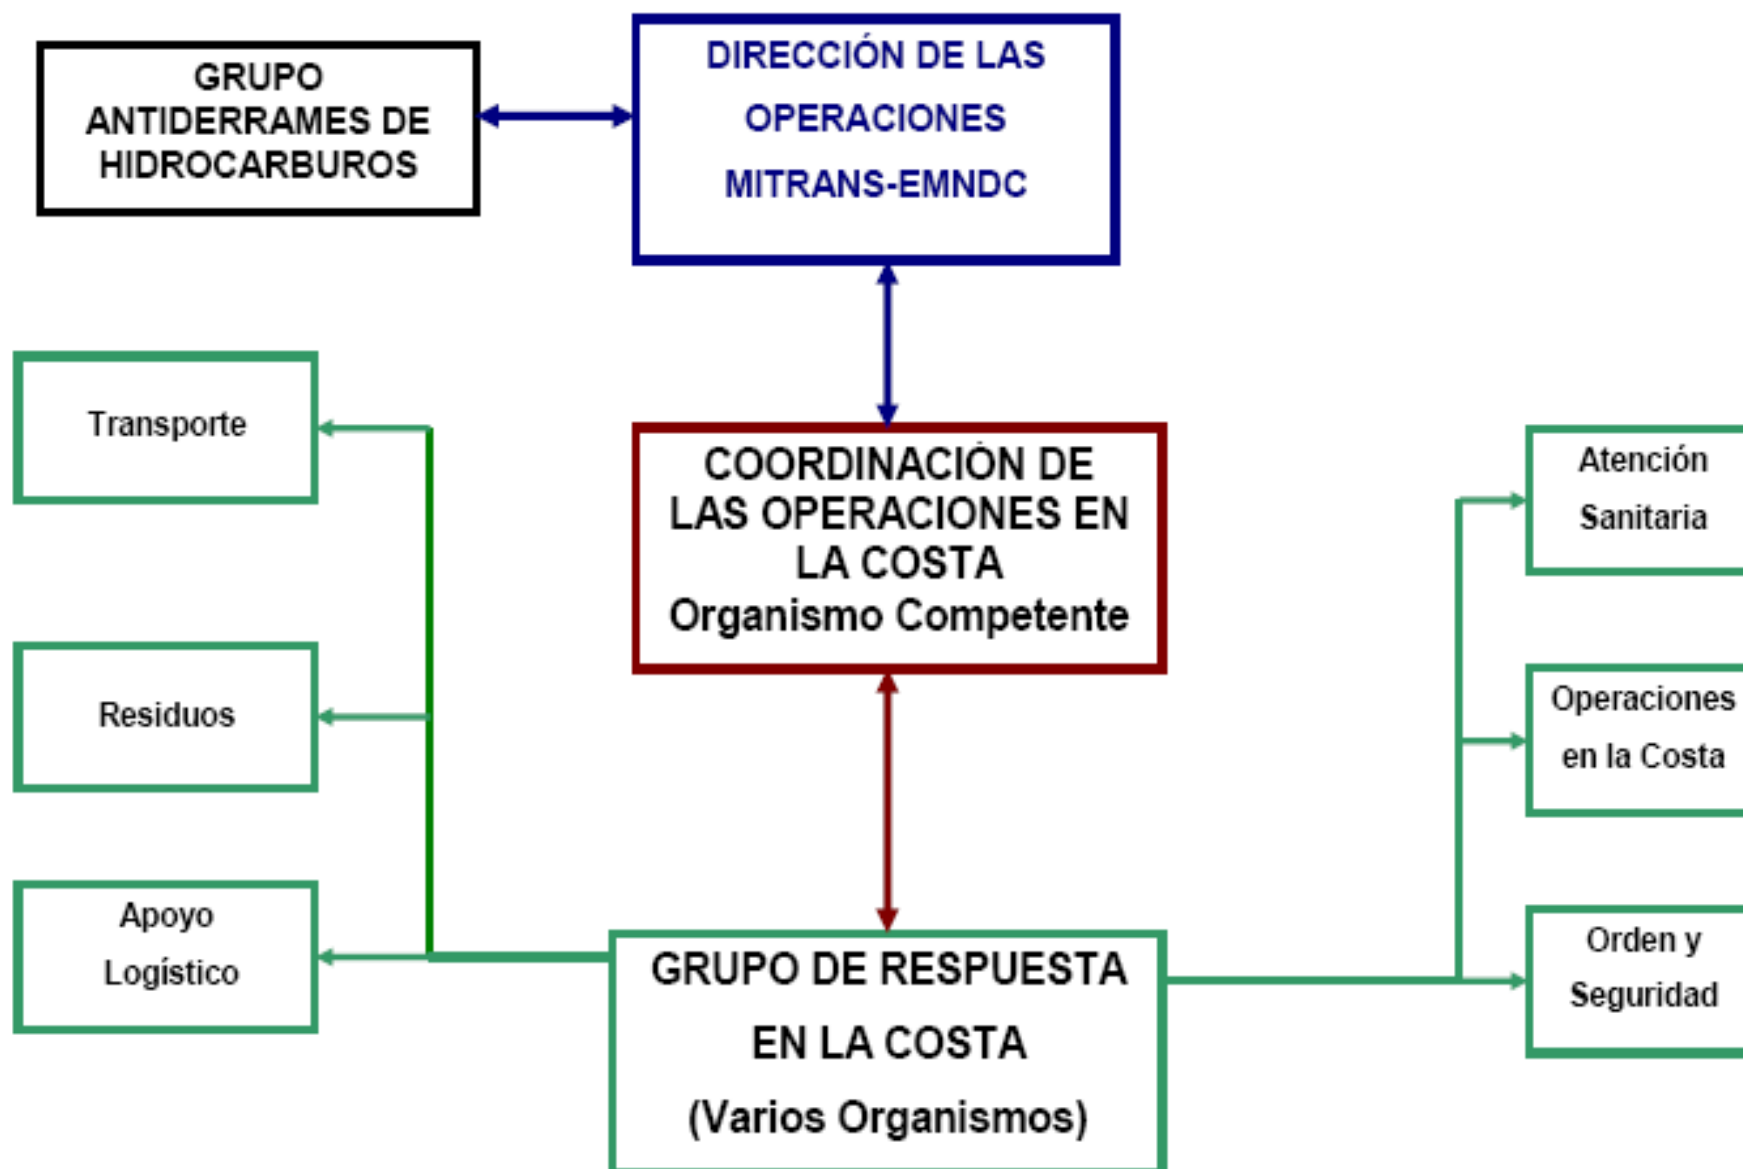 GRUPO
ANTIDERRAMES DE
HIDROCARBUROS
DIRECCIÓN DE LAS
OPERACIONES
MITRANS-EMNDC
Transporte
Residuos
Apoyo
Logístico
COORDINACIÓN DE
LAS OPERACIONES EN
LA COSTA
Organismo Competente
GRUPO DE RESPUESTA
EN LA COSTA
(Varios Organismos)
Atención
Sanitaria
Operaciones
en la Costa
Orden y
Seguridad